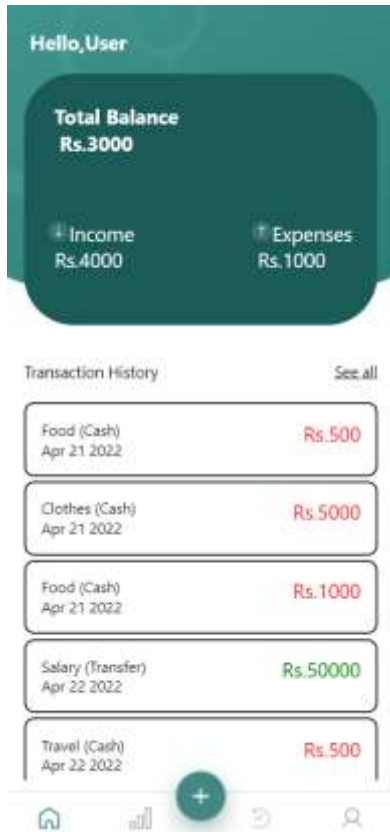 Hello,User
Total Balance
Rs.3000
Income
Expenses
Rs.4000
Rs.1000
Transaction History
See all
Food (Cash)
Rs.500
Apr 21 2022
Clothes (Cash)
Rs.5000
Apr 21 2022
Food (Cash)
Rs.1000
Apr 21 2022
Salary (Transfer)
Rs.50000
Apr 22 2022
Travel (Cash)
Rs.500
Apr 22 2022